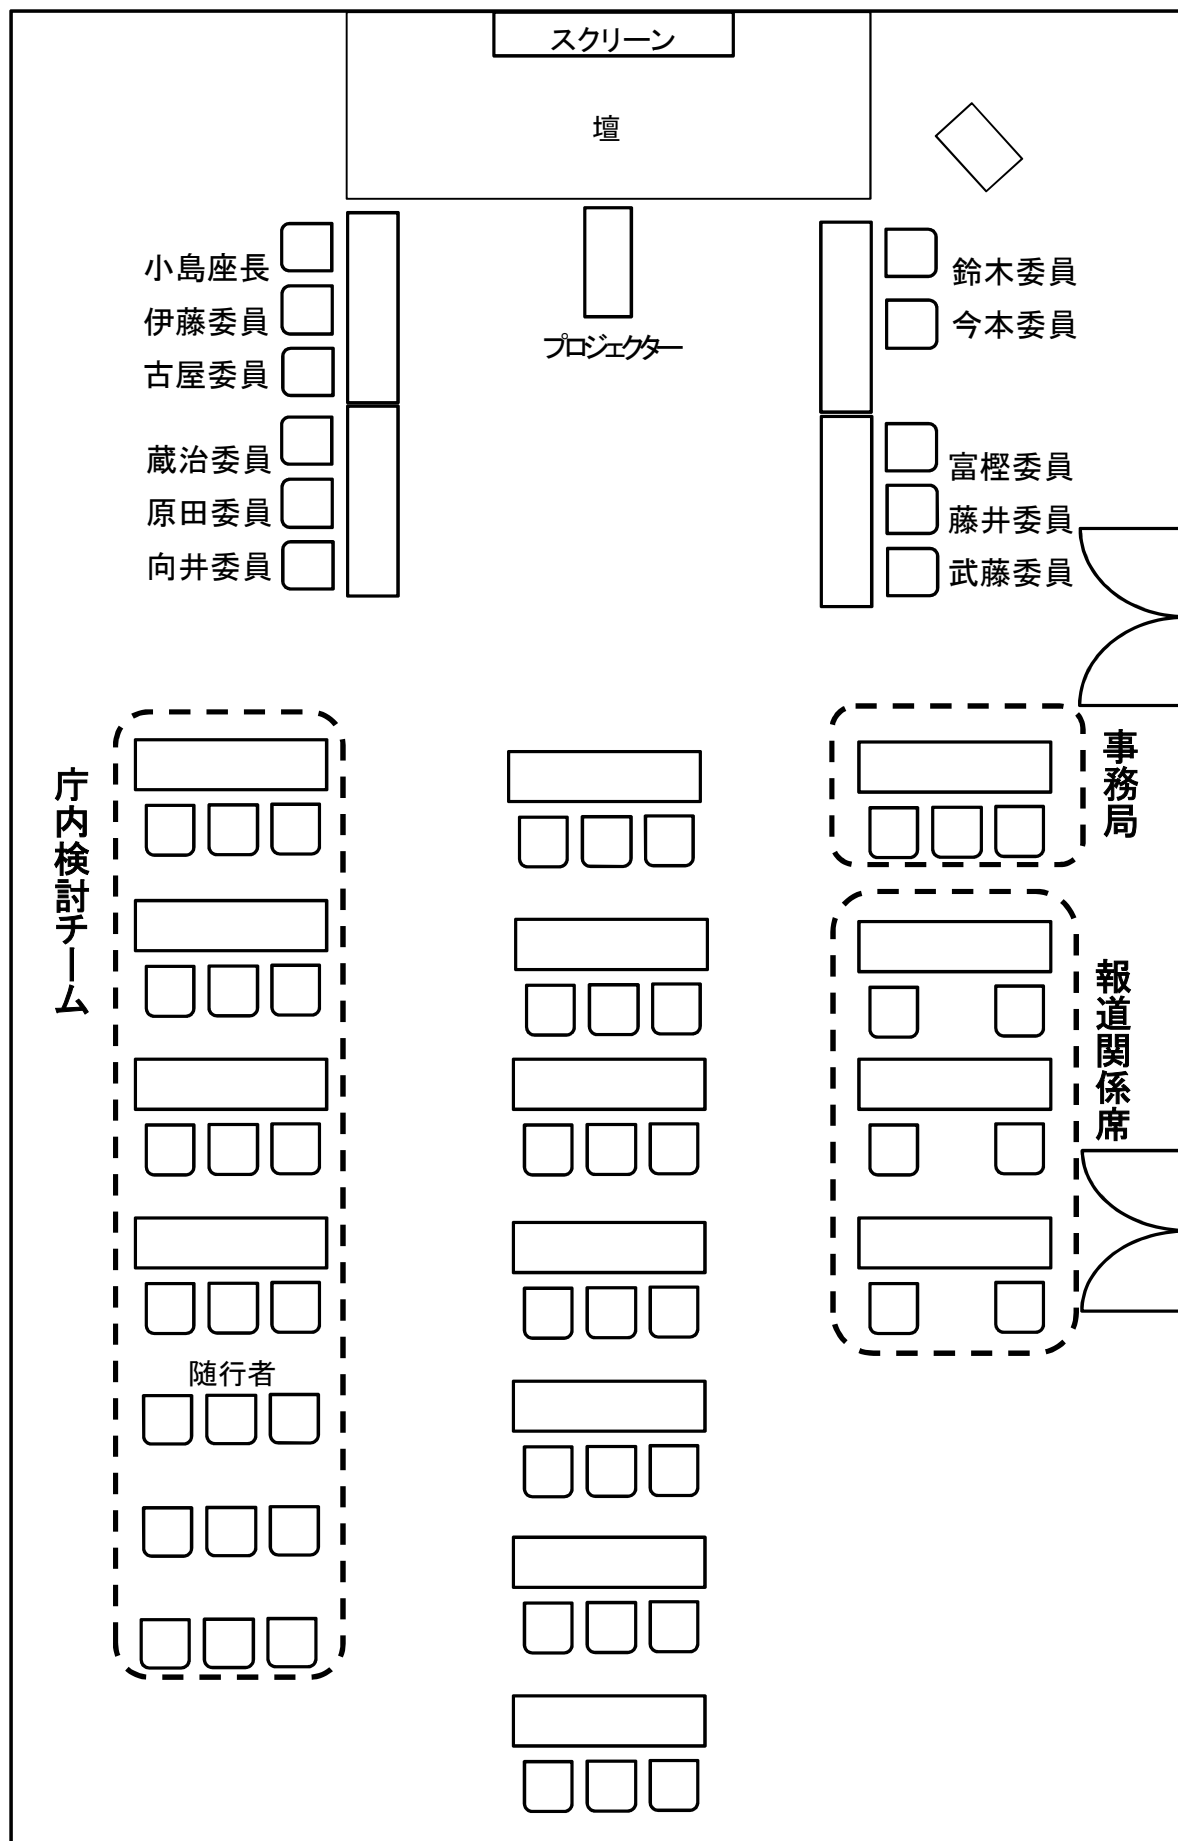 スクリーン
壇
プロジェクター
小島座長
伊藤委員
古屋委員
蔵治委員
原田委員
向井委員
鈴木委員
今本委員
富樫委員
藤井委員
武藤委員
庁内検討チーム
随行者
事務局
報道関係席